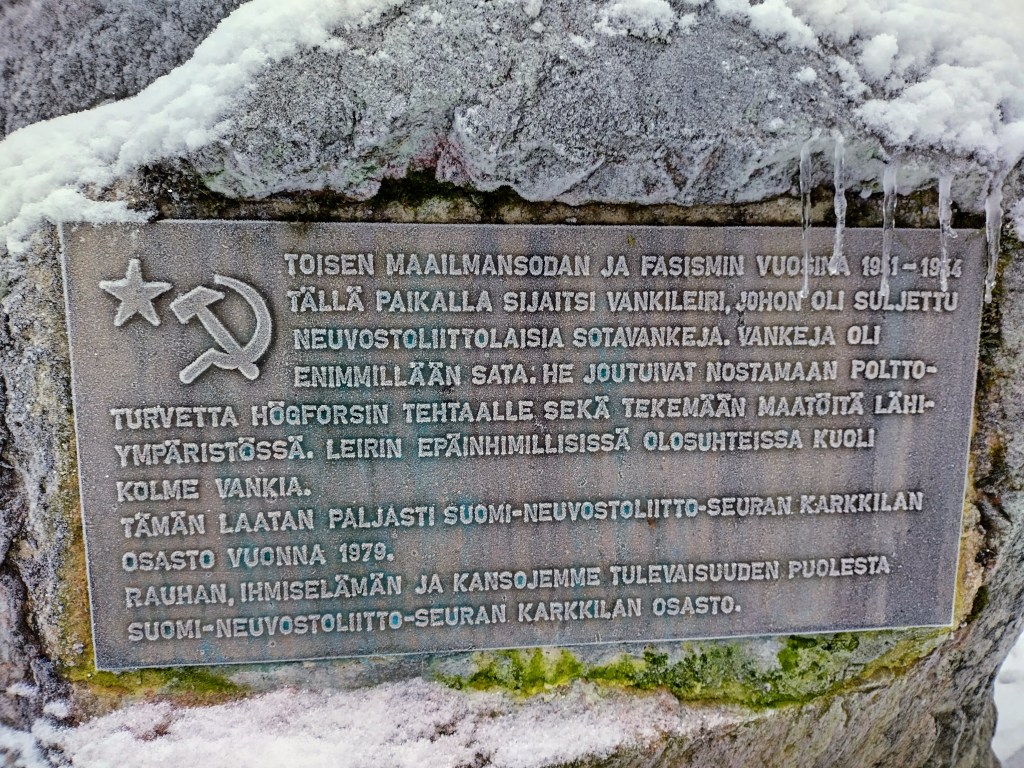 TOISEN MAAILMANSODAN JA FASISMIN VUOSINA 1941-1944
TÄLLÄ PAIKALLA SIJAITSI VANKILEIRI, JOHON OLI SULJETTU
NEUVOSTOLIITTOLAISIA SOTAVANKEJA. VANKEJA OLI
ENIMMILLÄÄN SATA. HE JOUTUIVAT NOSTAMAAN POLTTO-
TURVETTA HÖGFORSIN TEHTAALLE SEKÄ TEKEMÄÄN MAATÖITÄ LÄHI-
YMPÄRISTÖSSÄ. LEIRIN EPÄINHIMILLISISSÄ OLOSUHTEISSA KUOLI
KOLME VANKIA.
TÄMÄN LAATAN PALJASTI SUOMI-NEUVOSTOLIITTO-SEURAN KARKKILAN
OSASTO VUONNA 1979.
RAUHAN, IHMISELÄMÄN JA KANSOJEMME TULEVAISUUDEN PUOLESTA
SUOMI-NEUVOSTOLIITTO-SEURAN KARKKILAN OSASTO.